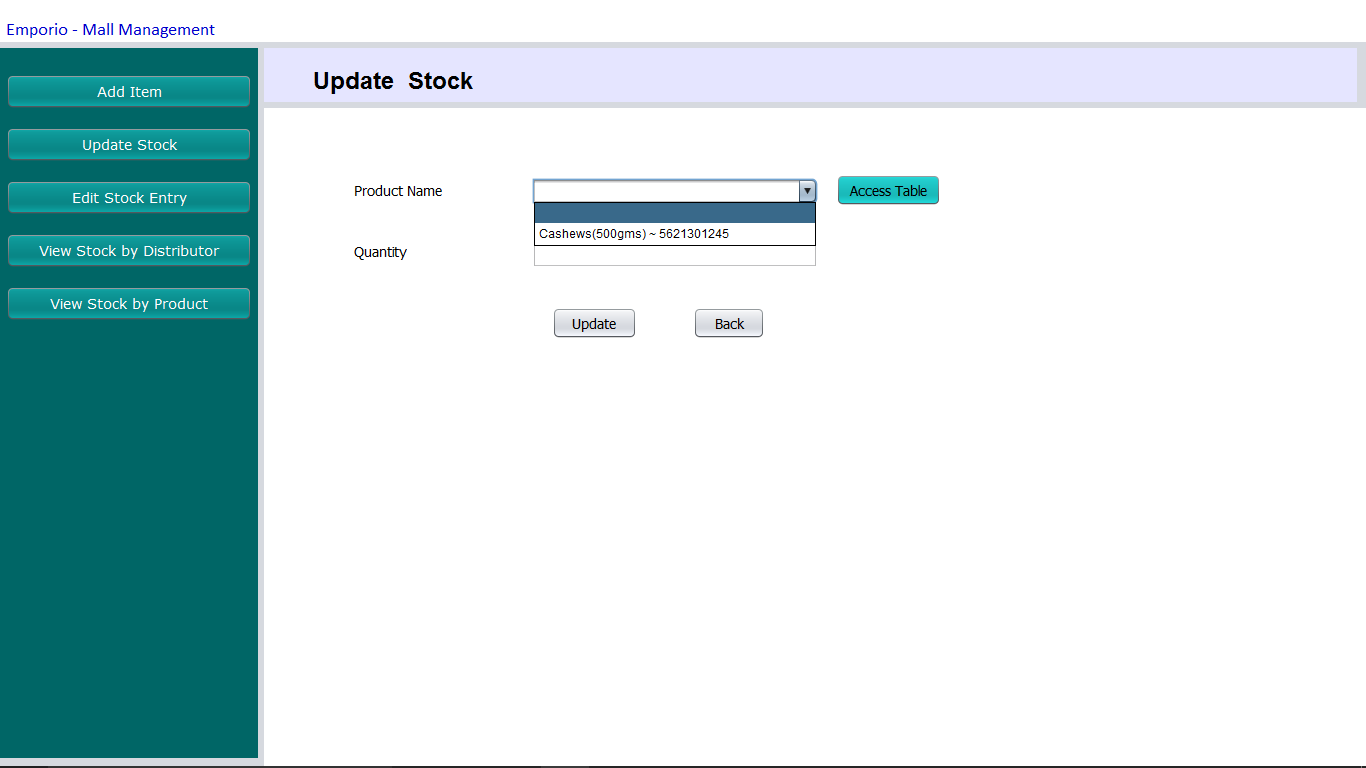 Emporio - Mall Management
Update Stock
Add Item
Update Stock
Edit Stock Entry
View Stock by Distributor
View Stock by Product
Product Name
Access Table
Cashews(500gms) ~ 5621301245
Quantity
Update
Back